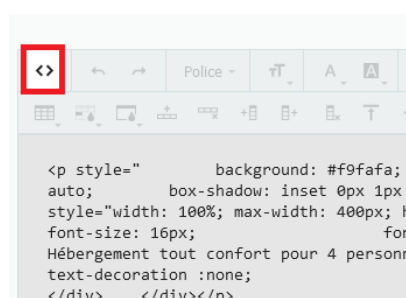 <>
Police
A A
<p style=" background: #f9fafa;
auto; box-shadow: inset 0px 1px
style="width: 100%; max-width: 400px; h
font-size: 16px; fon
Hébergement tout confort pour 4 personn
text-decoration :none;
</div> </div></p>